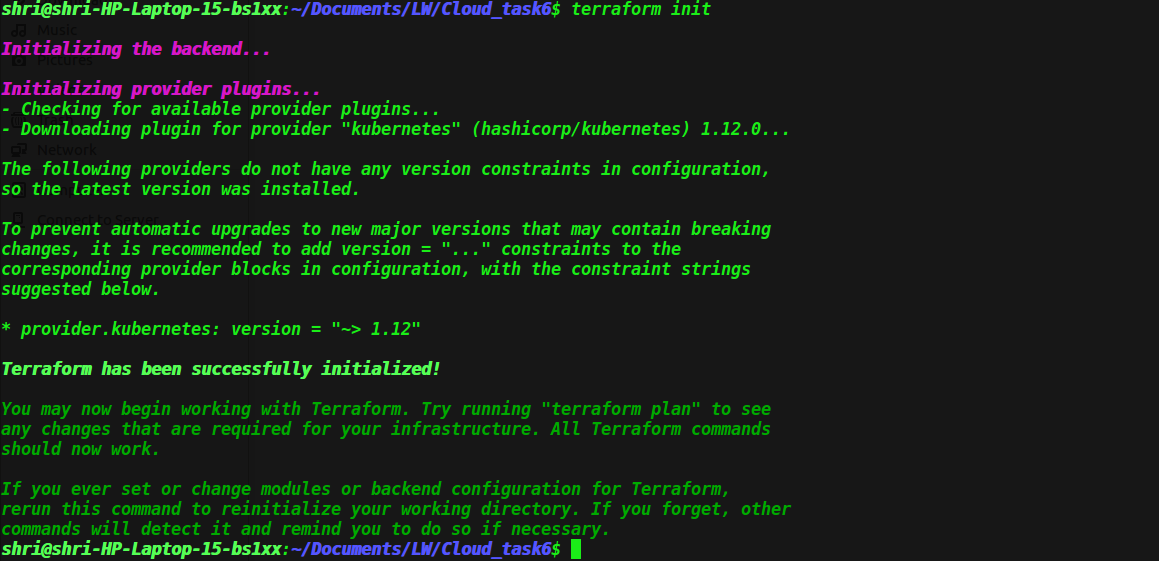 shri@shri-HP-Laptop-15-bs1xx:~/Documents/LW/Cloud_task6$ terraform init
Music
Initializing the backend...
Pictures
Initializing provider plugins...
- Checking for available provider plugins...
- Downloading plugin for provider "kubernetes" (hashicorp/kubernetes) 1.12.0...
Network
The following providers do not have any version constraints in configuration,
so the latest version was installed.
Connect to Server
To prevent automatic upgrades to new major versions that may contain breaking
changes, it is recommended to add version = "..." constraints to the
corresponding provider blocks in configuration, with the constraint strings
suggested below.
* provider.kubernetes: version = "~> 1.12"
Terraform has been successfully initialized!
You may now begin working with Terraform. Try running "terraform plan" to see
any changes that are required for your infrastructure. All Terraform commands
should now work.
If you ever set or change modules or backend configuration for Terraform,
rerun this command to reinitialize your working directory. If you forget, other
commands will detect it and remind you to do so if necessary.
shri@shri-HP-Laptop-15-bs1xx:~/Documents/LW/Cloud_task6$